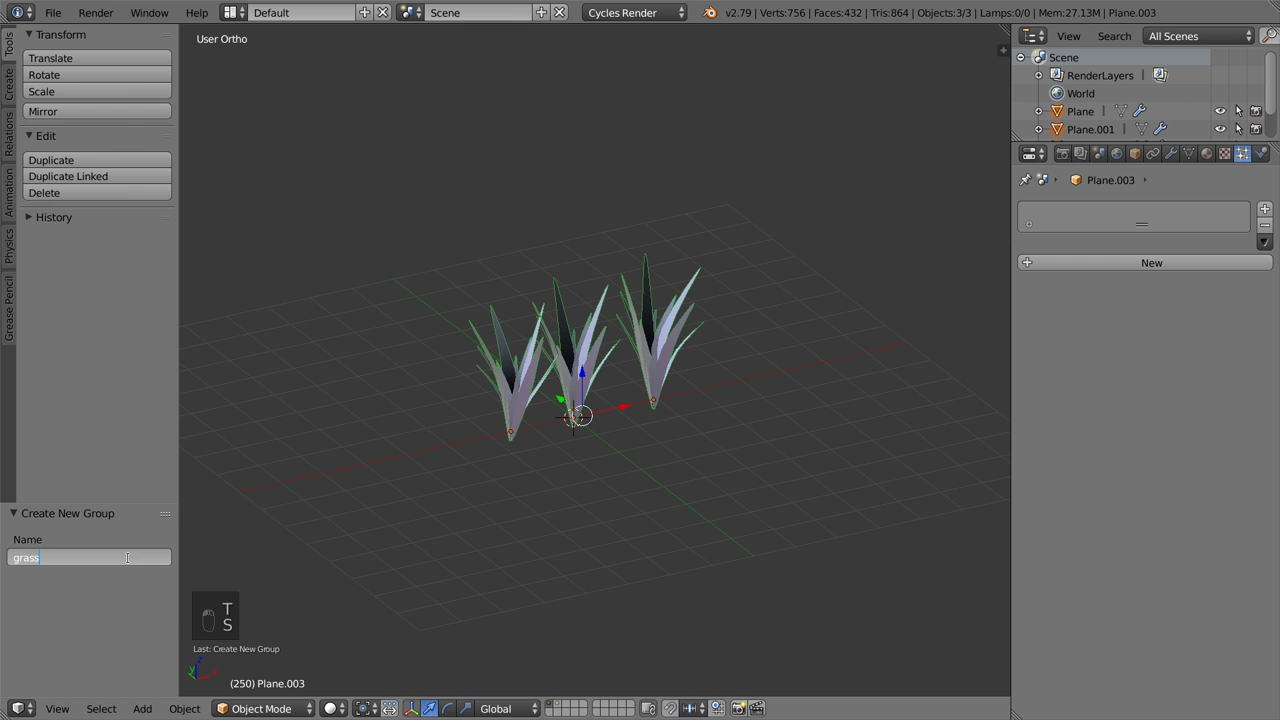 File Render Window Help Default Scene Cycles Render v2.79 | Verts:756 | Faces:432 | Tris:864 | Objects:3/3 | Lamps:0/0 | Mem:27.13M | Plane.003
Tools
Create
Relations
Animation
Physics
Grease Pencil
Transform
Translate
Rotate
Scale
Mirror
Edit
Duplicate
Duplicate Linked
Delete
History
Create New Group
Name
grass
User Ortho
T
S
Last: Create New Group
z
y
x
(250) Plane.003
View Select Add Object Object Mode Global
View Search All Scenes
Scene
RenderLayers
World
Plane
Plane.001
Plane.003
New